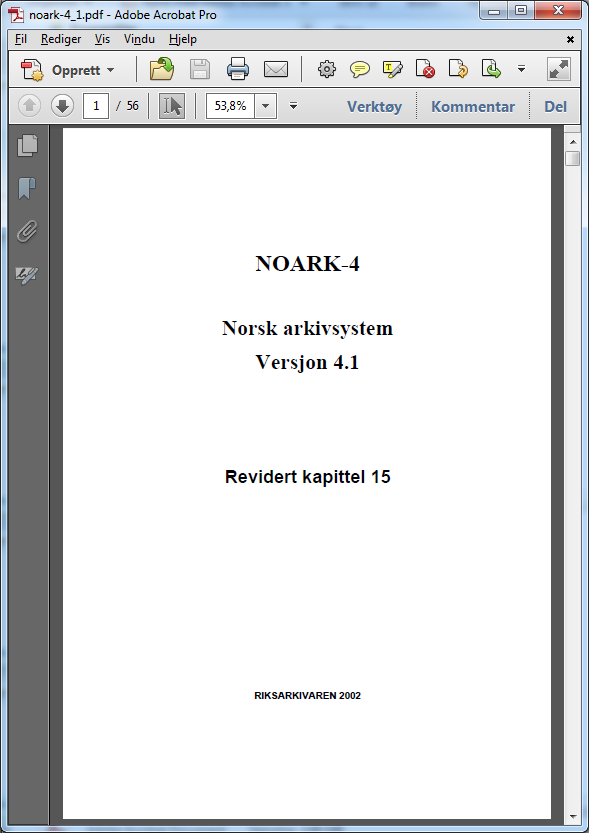 noark-4_1.pdf - Adobe Acrobat Pro
Fil Rediger Vis Vindu Hjelp
Opprett
1 / 56 53,8% Verktøy Kommentar Del
NOARK-4
Norsk arkivsystem
Versjon 4.1
Revidert kapittel 15
RIKSARKIVAREN 2002